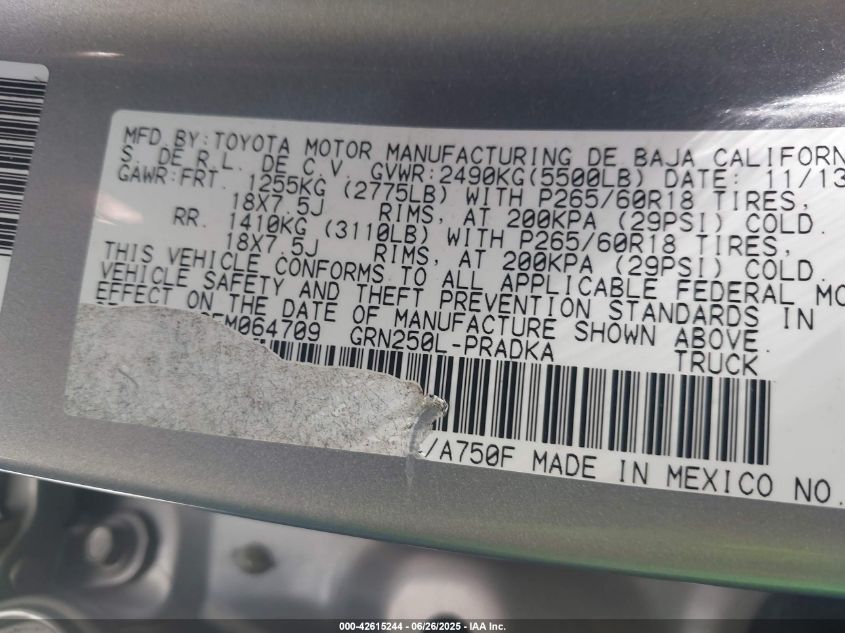 MFD.BY:TOYOTA MOTOR MANUFACTURING DE BAJA CALIFORN
S. DE R.L. DE C.V. GVWR:2490KG(5500LB) DATE: 11/13
GAWR:FRT. 1255KG (2775LB) WITH P265/60R18 TIRES,
18X7.5J RIMS, AT 200KPA (29PSI) COLD.
RR. 1410KG (3110LB) WITH P265/60R18 TIRES,
18X7.5J RIMS, AT 200KPA (29PSI) COLD.
THIS VEHICLE CONFORMS TO ALL APPLICABLE FEDERAL MO
VEHICLE SAFETY AND THEFT PREVENTION STANDARDS IN
EFFECT ON THE DATE OF MANUFACTURE SHOWN ABOVE.
EM064709 GRN250L-PRADKA TRUCK
/A750F MADE IN MEXICO NO.
000-42615244 | 06/26/2025 | IAA Inc.